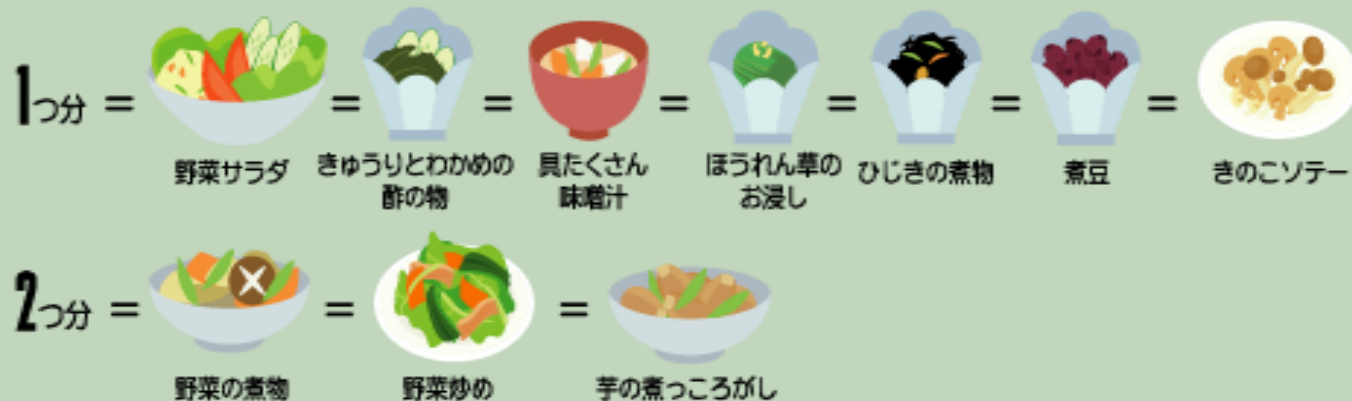 1つ分 = = = = = = =
野菜サラダ
きゅうりとわかめの
酢の物
具たくさん
味噌汁
ほうれん草の
お浸し
ひじきの煮物
煮豆
きのこソテー
2つ分 = = =
野菜の煮物
野菜炒め
芋の煮っころがし